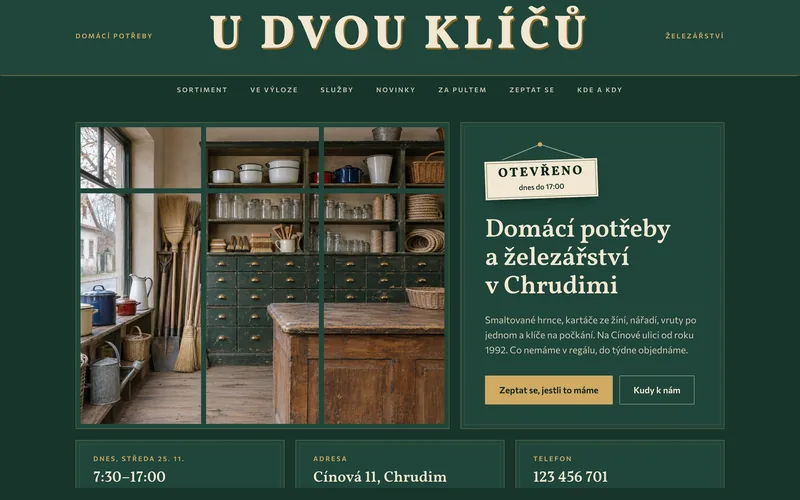 DOMÁCÍ POTŘEBY
U DVOU KLÍČŮ
ŽELEZÁŘSTVÍ
SORTIMENT VE VÝLOZE SLUŽBY NOVINKY ZA PULTEM ZEPTAT SE KDE A KDY
OTEVŘENO
dnes do 17:00
Domácí potřeby
a železářství
v Chrudimi
Smaltované hrnce, kartáče ze žíní, nářadí, vruty po
jednom a klíče na počkání. Na Cínové ulici od roku
1992. Co nemáme v regálu, do týdne objednáme.
Zeptat se, jestli to máme
Kudy k nám
DNES, STŘEDA 25. 11.
7:30–17:00
ADRESA
Cínová 11, Chrudim
TELEFON
123 456 701